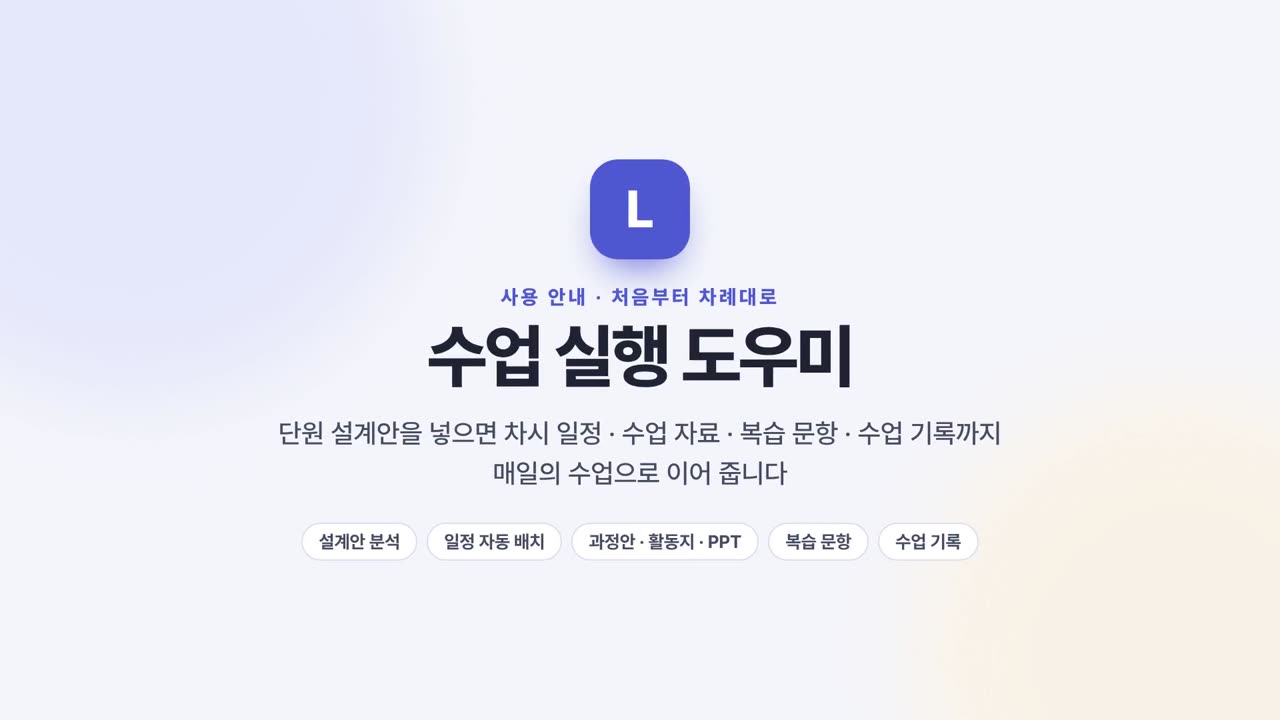 L
사용 안내 · 처음부터 차례대로
수업 실행 도우미
단원 설계안을 넣으면 차시 일정 · 수업 자료 · 복습 문항 · 수업 기록까지
매일의 수업으로 이어 줍니다
설계안 분석
일정 자동 배치
과정안 · 활동지 · PPT
복습 문항
수업 기록